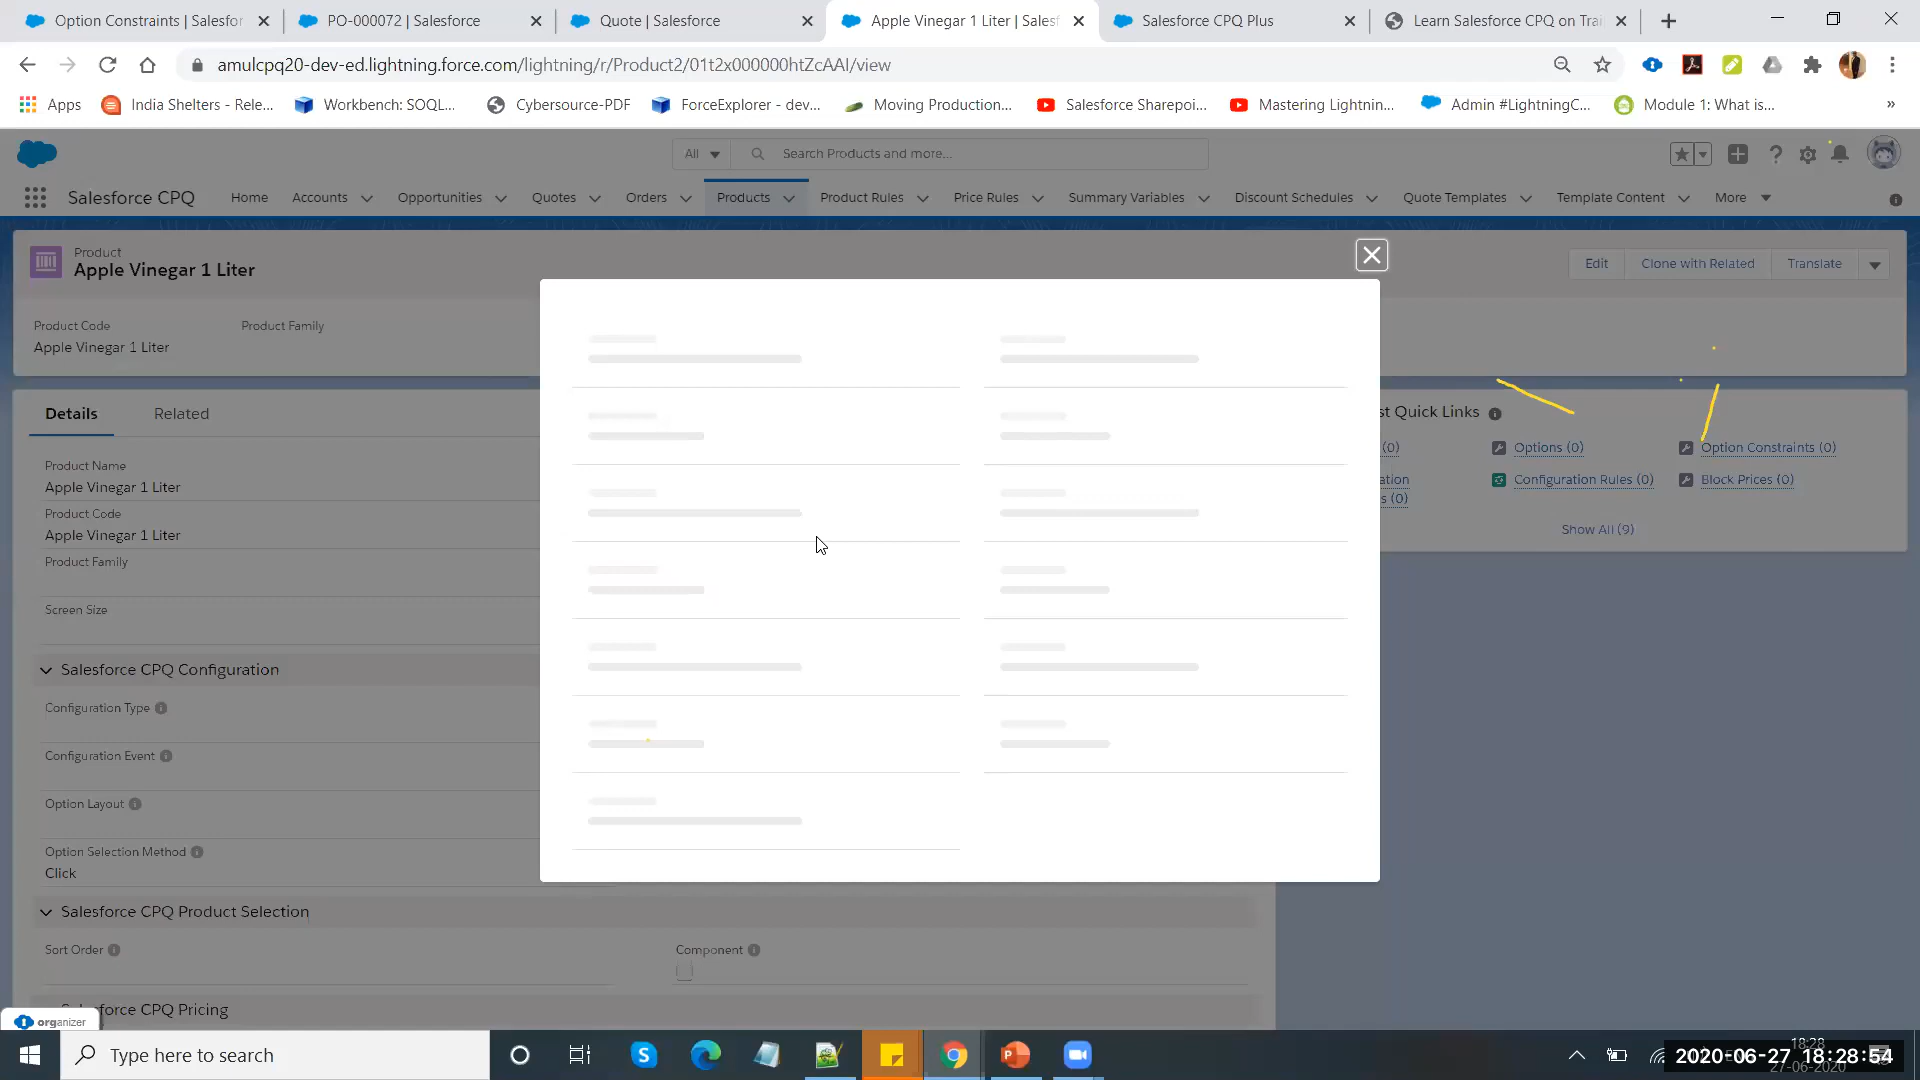 Option Constraints | Salesfor
PO-000072 | Salesforce
Quote | Salesforce
Apple Vinegar 1 Liter | Salesf
Salesforce CPQ Plus
Learn Salesforce CPQ on Trai
amulcpq20-dev-ed.lightning.force.com/lightning/r/Product2/01t2x000000htZcAAI/view
Apps
India Shelters - Rele...
Workbench: SOQL...
Cybersource-PDF
ForceExplorer - dev...
Moving Production...
Salesforce Sharepoi...
Mastering Lightnin...
Admin #LightningC...
Module 1: What is...
»
All
Search Products and more...
Salesforce CPQ
Home
Accounts
Opportunities
Quotes
Orders
Products
Product Rules
Price Rules
Summary Variables
Discount Schedules
Quote Templates
Template Content
More
Product
Apple Vinegar 1 Liter
Edit
Clone with Related
Translate
Product Code
Product Family
Apple Vinegar 1 Liter
Details
Related
st Quick Links
(0)
Options (0)
Option Constraints (0)
ation
s (0)
Configuration Rules (0)
Block Prices (0)
Show All (9)
Product Name
Apple Vinegar 1 Liter
Product Code
Apple Vinegar 1 Liter
Product Family
Screen Size
Salesforce CPQ Configuration
Configuration Type
Configuration Event
Option Layout
Option Selection Method
Click
Salesforce CPQ Product Selection
Sort Order
Component
force CPQ Pricing
organizer
Type here to search
18:28
2020-06-27 18:28:54
27-06-2020